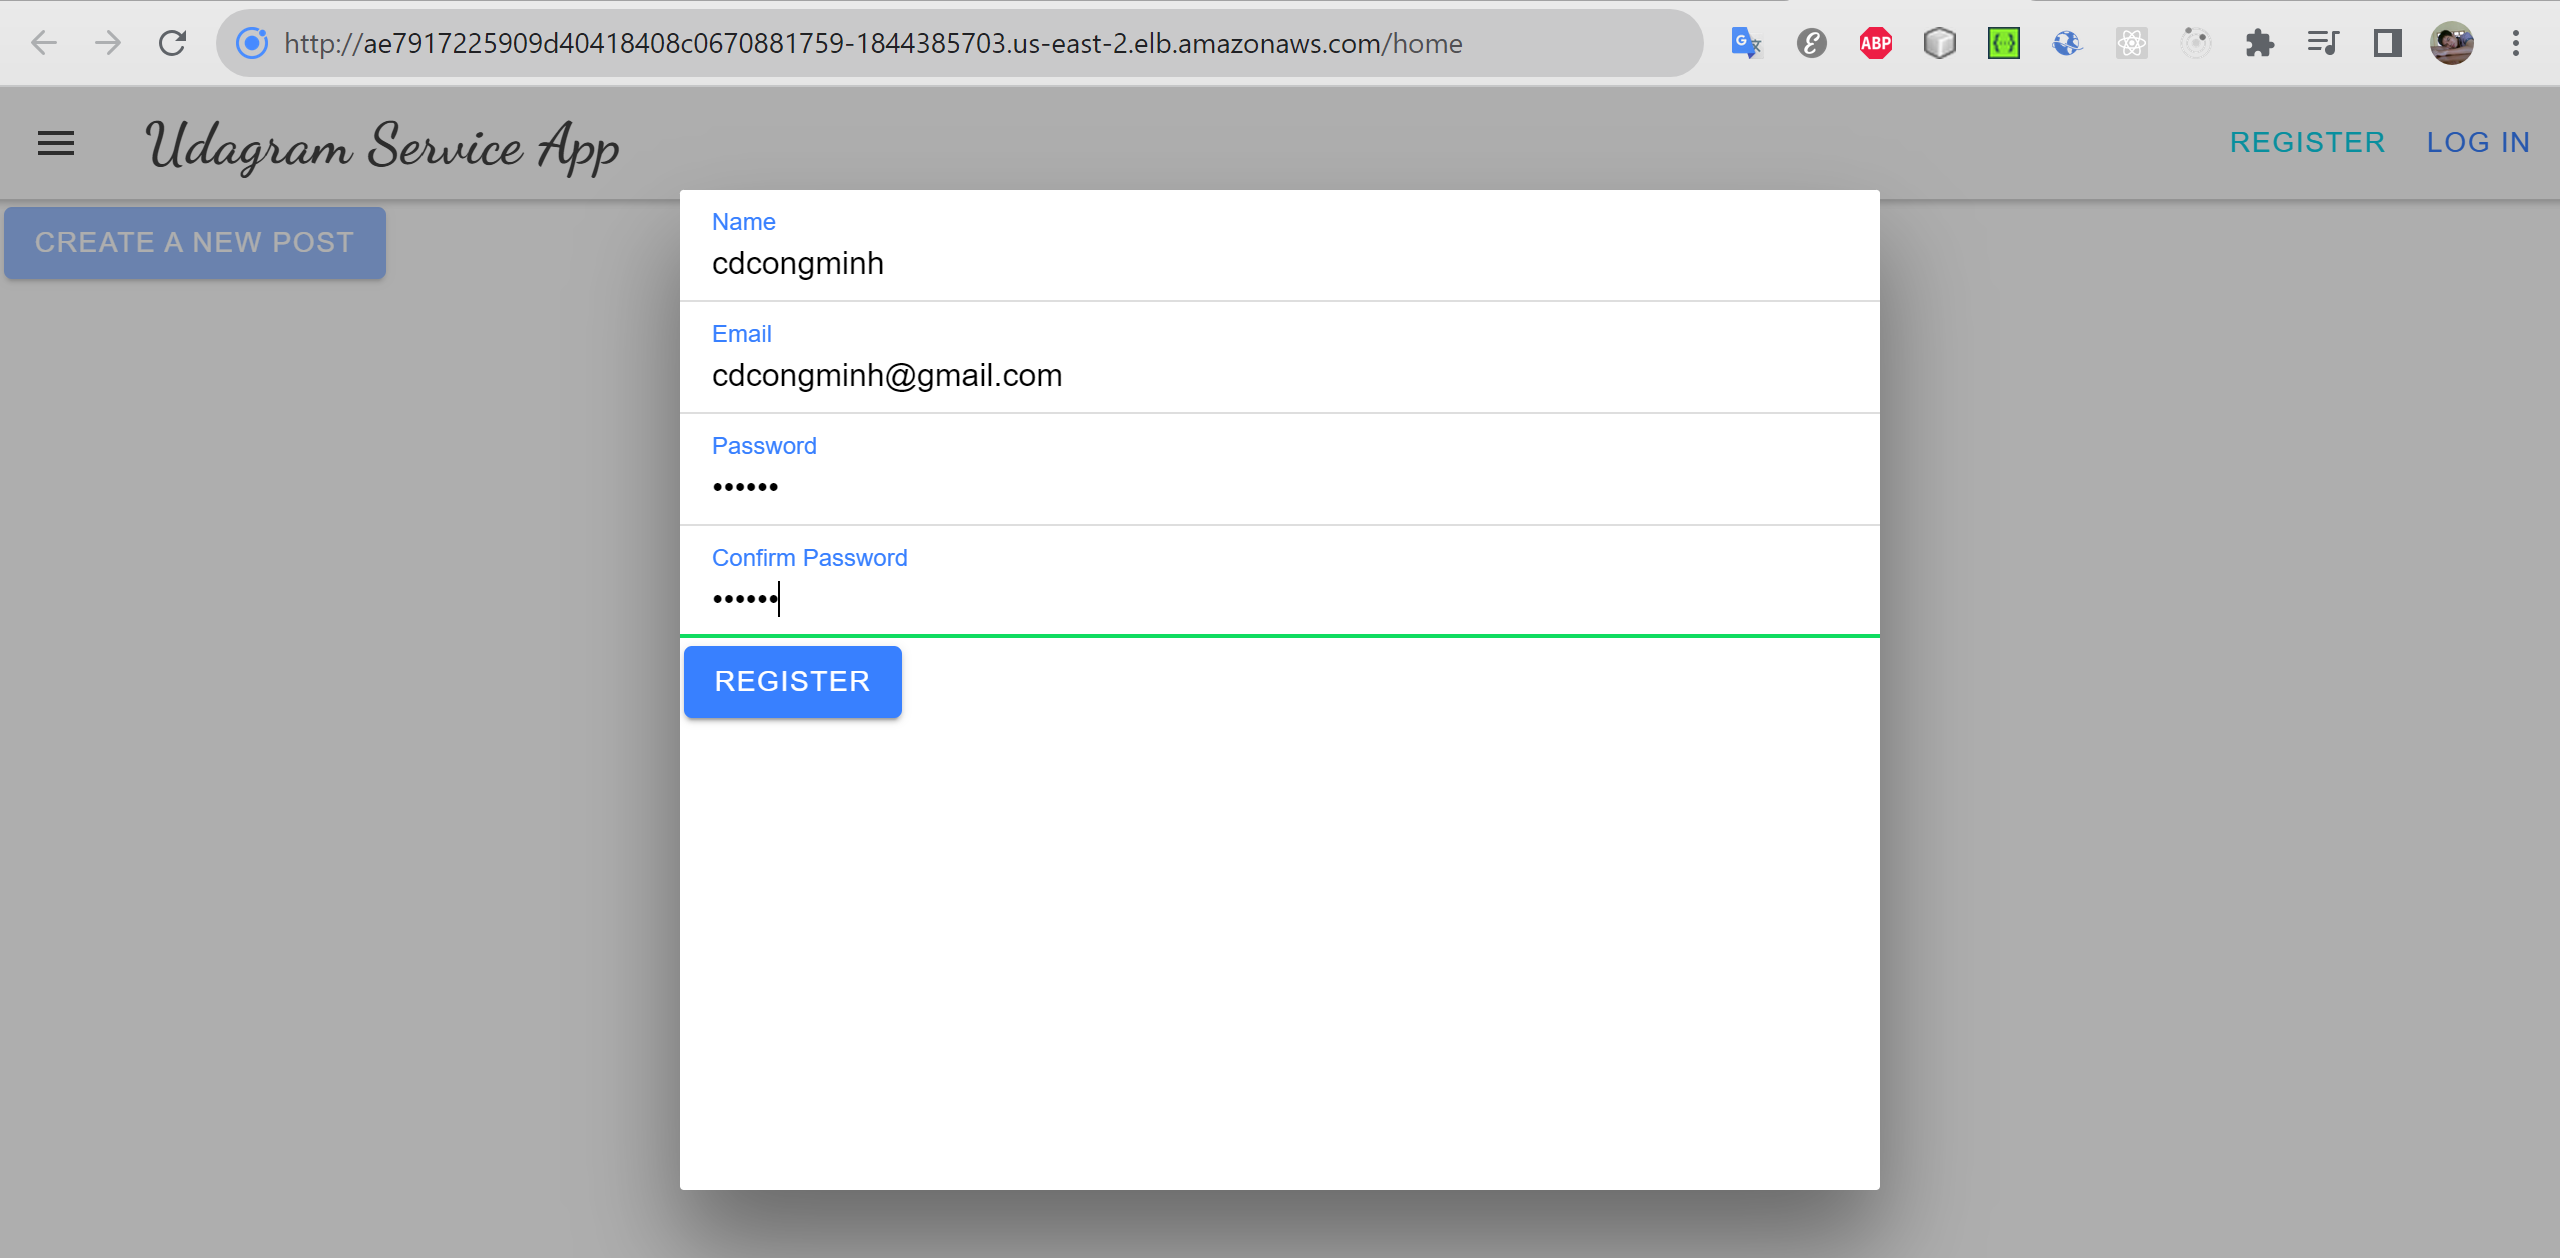 http://ae7917225909d40418408c0670881759-1844385703.us-east-2.elb.amazonaws.com/home
ABP
Udagram Service App
REGISTER
LOG IN
CREATE A NEW POST
Name
cdcongminh
Email
cdcongminh@gmail.com
Password
••••••
Confirm Password
••••••
REGISTER